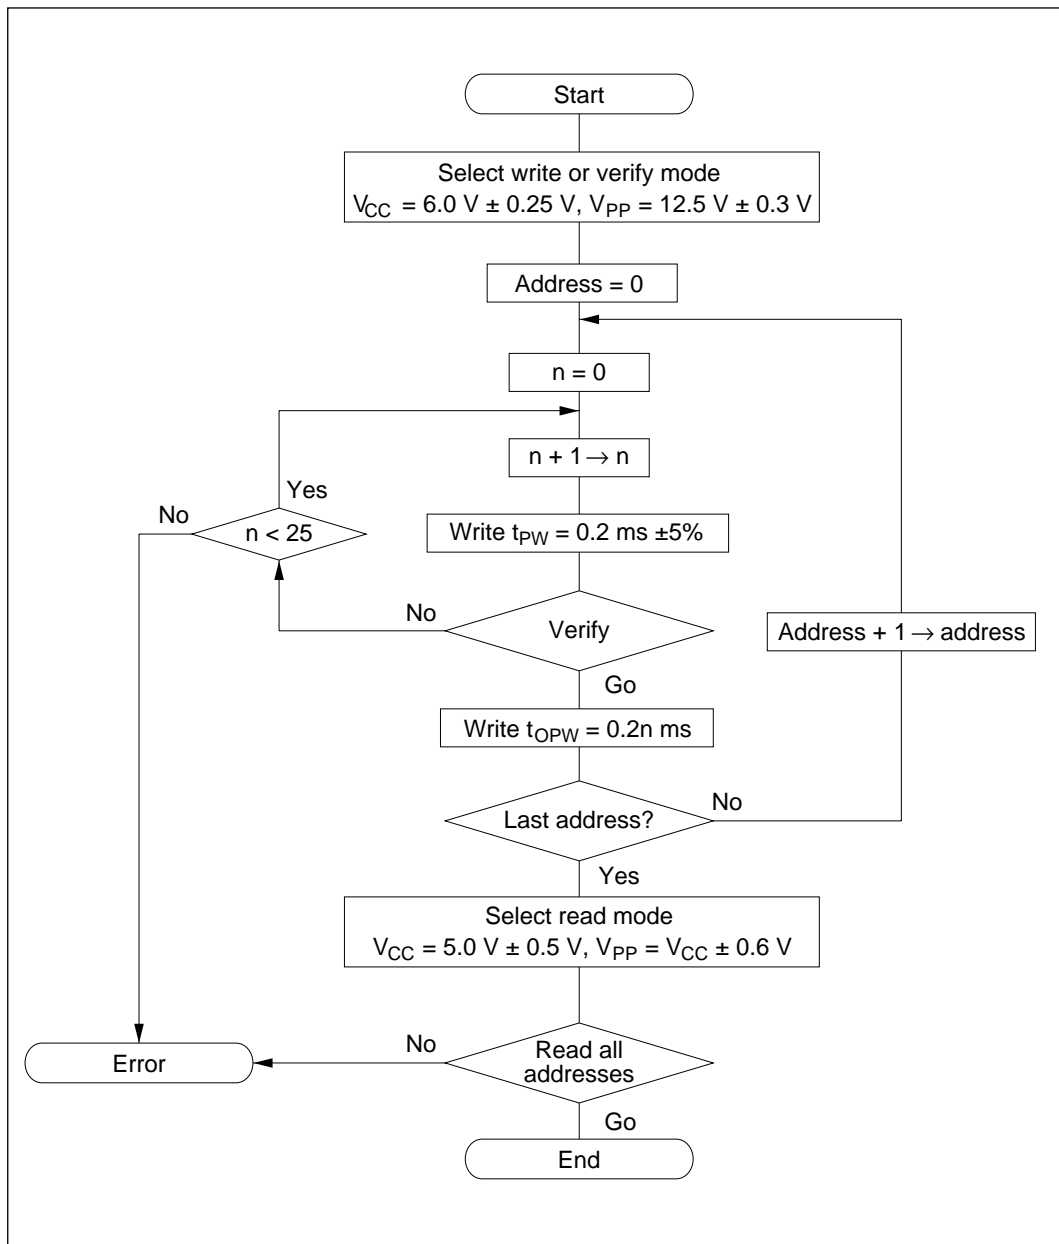 Start
Select write or verify mode
VCC = 6.0 V ± 0.25 V, VPP = 12.5 V ± 0.3 V
Address = 0
n = 0
n + 1 → n
Yes
No
n < 25
Write tPW = 0.2 ms ±5%
No
Verify
Address + 1 → address
Go
Write tOPW = 0.2n ms
No
Last address?
Yes
Select read mode
VCC = 5.0 V ± 0.5 V, VPP = VCC ± 0.6 V
No
Read all
addresses
Error
Go
End